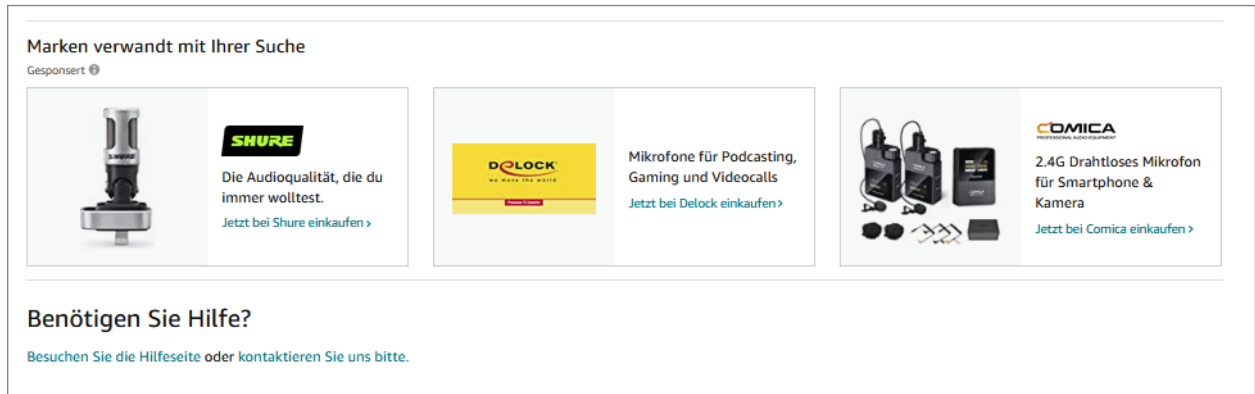 Marken verwandt mit Ihrer Suche
Gesponsert
SHURE
SHURE
Die Audioqualität, die du
immer wolltest.
Jetzt bei Shure einkaufen ›
DELOCK
We move the world
Mikrofone für Podcasting,
Gaming und Videocalls
Jetzt bei Delock einkaufen ›
COMICA
PROFESSIONAL AUDIO EQUIPMENT
2.4G Drahtloses Mikrofon
für Smartphone &
Kamera
Jetzt bei Comica einkaufen ›
Benötigen Sie Hilfe?
Besuchen Sie die Hilfeseite oder kontaktieren Sie uns bitte.